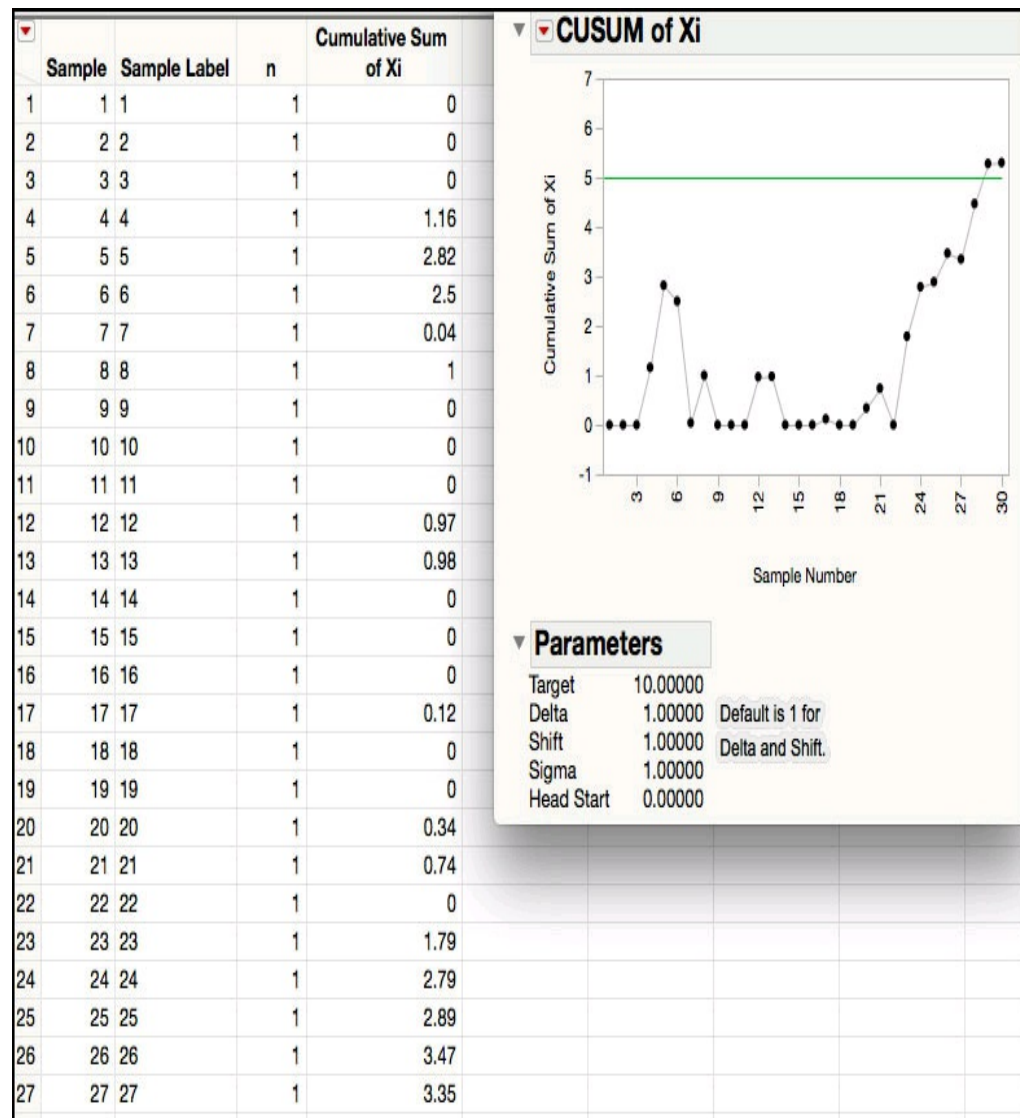 Cumulative Sum
Sample Sample Label n of Xi
1 1 1 1 0
2 2 2 1 0
3 3 3 1 0
4 4 4 1 1.16
5 5 5 1 2.82
6 6 6 1 2.5
7 7 7 1 0.04
8 8 8 1 1
9 9 9 1 0
10 10 10 1 0
11 11 11 1 0
12 12 12 1 0.97
13 13 13 1 0.98
14 14 14 1 0
15 15 15 1 0
16 16 16 1 0
17 17 17 1 0.12
18 18 18 1 0
19 19 19 1 0
20 20 20 1 0.34
21 21 21 1 0.74
22 22 22 1 0
23 23 23 1 1.79
24 24 24 1 2.79
25 25 25 1 2.89
26 26 26 1 3.47
27 27 27 1 3.35
CUSUM of Xi
Cumulative Sum of Xi
7
6
5
4
3
2
1
0
-1
3 6 9 12 15 18 21 24 27 30
Sample Number
Parameters
Target 10.00000
Delta 1.00000 Default is 1 for
Shift 1.00000 Delta and Shift.
Sigma 1.00000
Head Start 0.00000